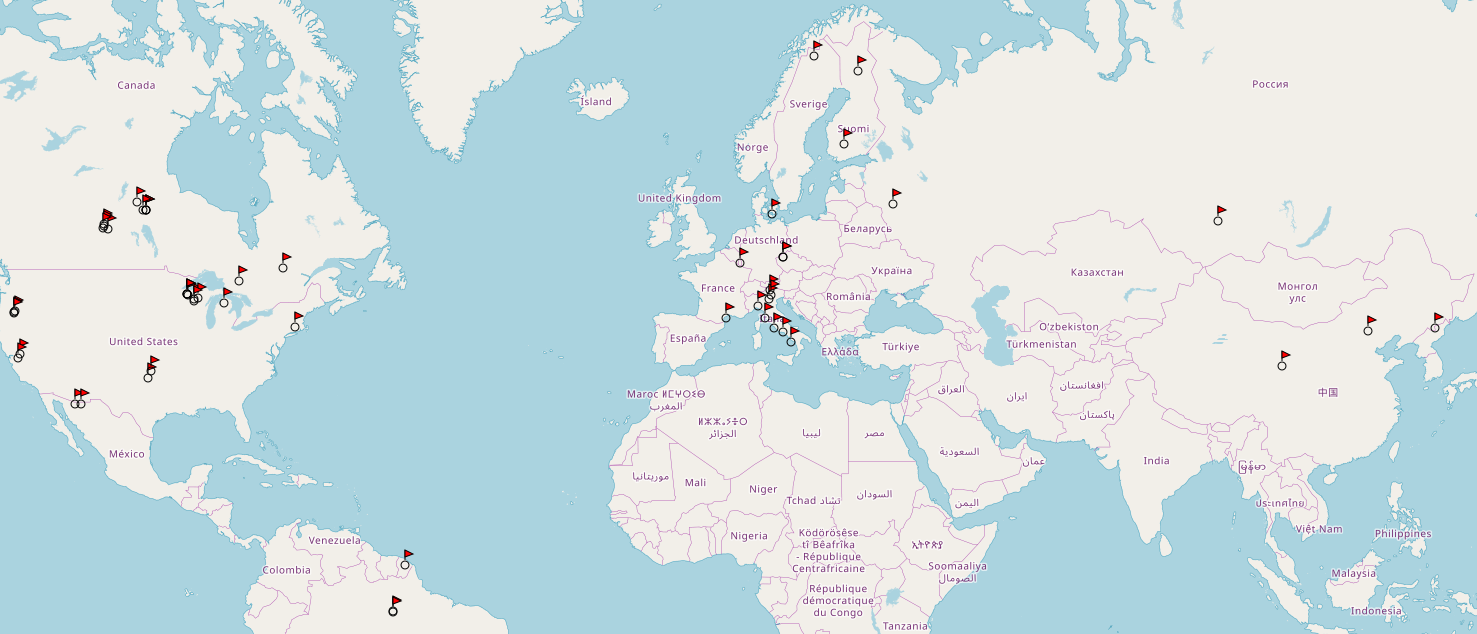 Canada
Ísland
Sverige
Suomi
Norge
Россия
United Kingdom
Deutschland
Беларусь
Україна
Казахстан
Монгол
улс
France
România
United States
España
Ελλάδα
Türkiye
Oʻzbekiston
Türkmenistan
中国
México
Maroc ⵍⵎⵖⵔⵉⴱ
المغرب
ⵍⵣⵣⴰⵢⴻⵔ
الجزائر
ليبيا
مصر
العراق
ایران
افغانستان
پاکستان
السعودية
عمان
India
မြန်မာ
موريتانيا
Mali
Niger
Tchad تشاد
السودان
اليمن
ประเทศไทย
Việt Nam
Philippines
Venezuela
Colombia
Nigeria
Ködörösêse
tî Bêafrîka
- République
Centrafricaine
ኢትዮጵያ
Soomaaliya
الصومال
République
démocratique
du Congo
Tanzania
Malaysia
Indonesia